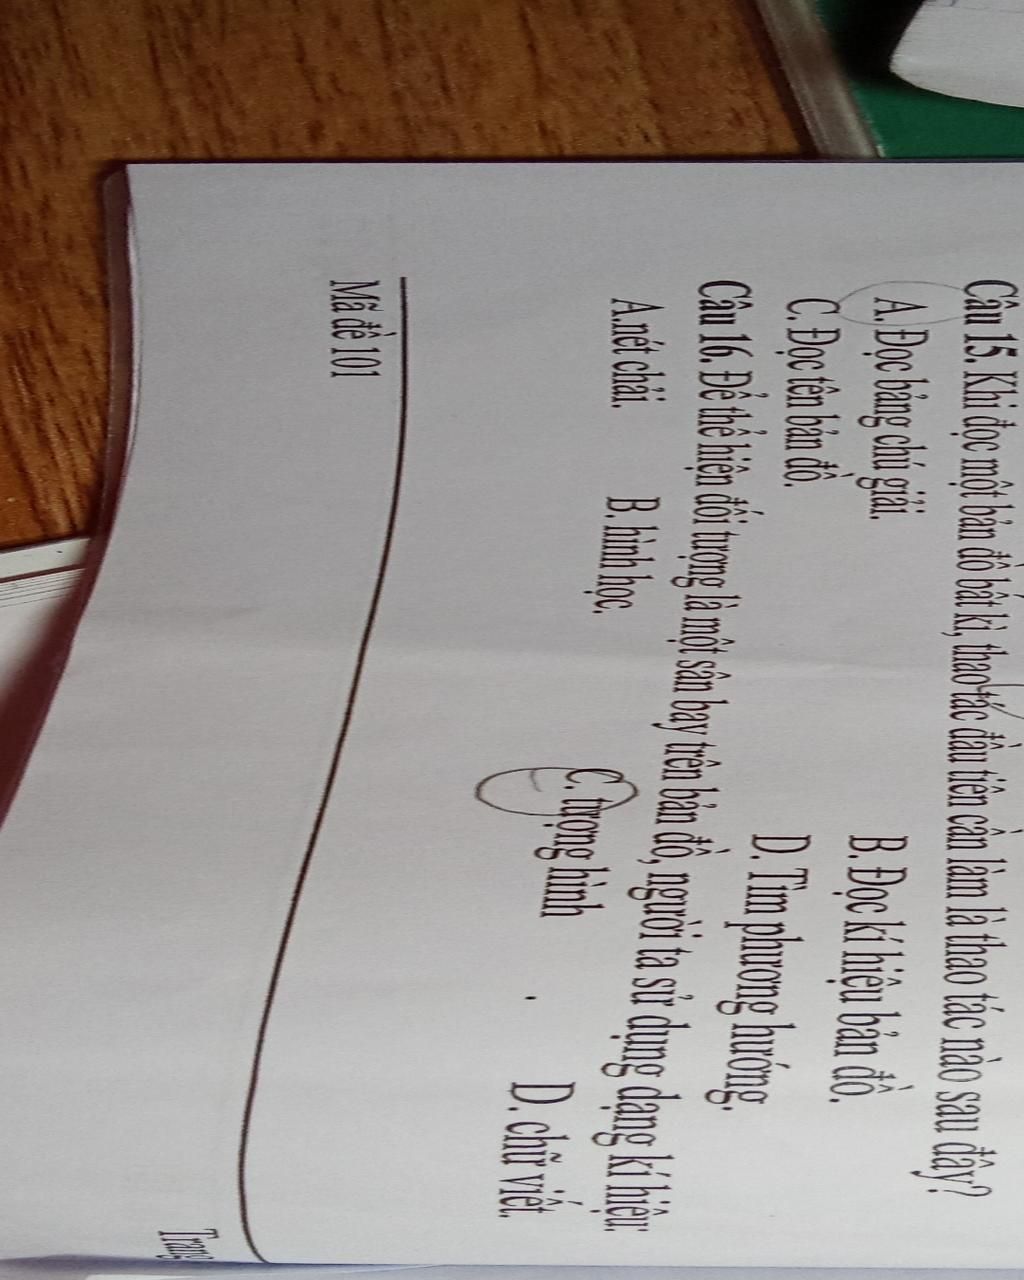 Câu 15. Khi đọc một bản đồ bất kì, thao tác đầu tiên cần làm là thao tác nào sau đây?
A. Đọc bảng chú giải. B. Đọc kí hiệu bản đồ.
C. Đọc tên bản đồ. D. Tìm phương hướng.
Câu 16. Để thể hiện đối tượng là một sân bay trên bản đồ, người ta sử dụng dạng kí hiệu:
A.nét chải. B. hình học. C. tượng hình . D. chữ viết.
Mã đề 101 Trang